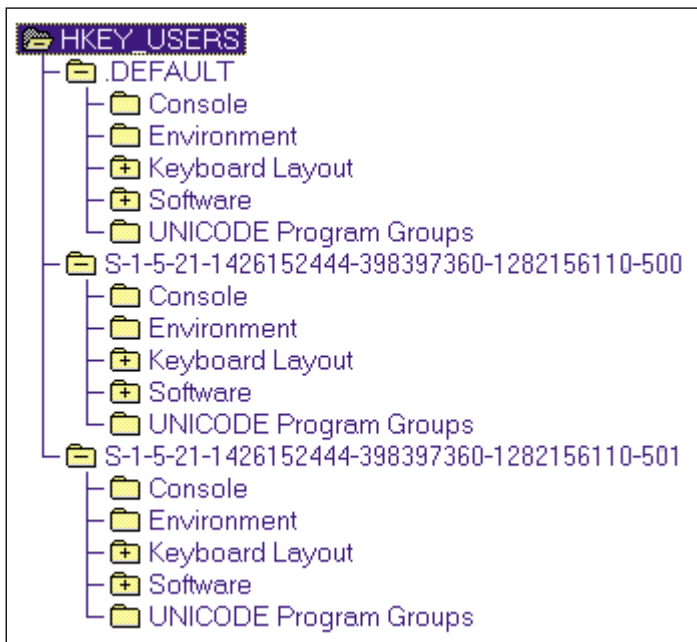 HKEY_USERS
.DEFAULT
Console
Environment
Keyboard Layout
Software
UNICODE Program Groups
S-1-5-21-1426152444-398397360-1282156110-500
Console
Environment
Keyboard Layout
Software
UNICODE Program Groups
S-1-5-21-1426152444-398397360-1282156110-501
Console
Environment
Keyboard Layout
Software
UNICODE Program Groups